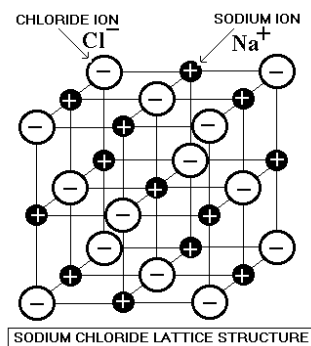 CHLORIDE ION SODIUM ION
Cl⁻ Na⁺
− + −
+ − +
− + −
+ − +
− + −
+ − +
− + −
+ − +
− + −
SODIUM CHLORIDE LATTICE STRUCTURE